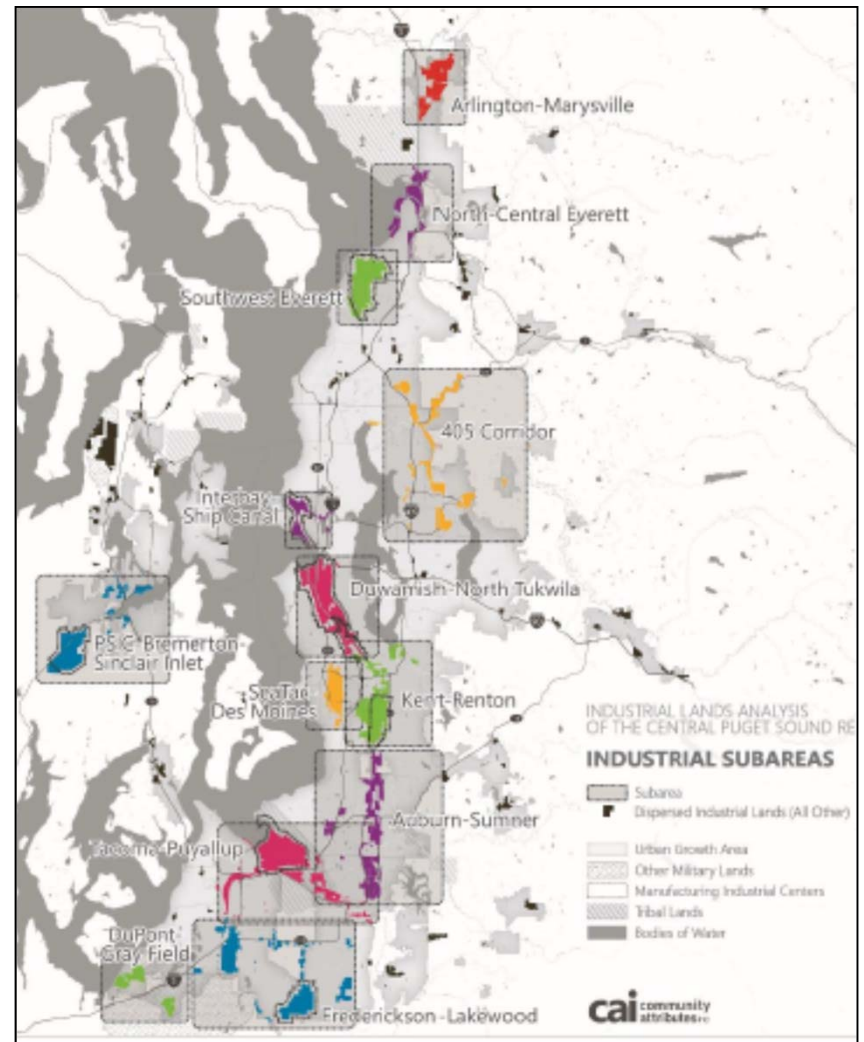 Arlington-Marysville
North-Central Everett
Southwest Everett
405 Corridor
Interbay-
Ship Canal
Duwamish-North Tukwila
PSIC-Bremerton-
Sinclair Inlet
SeaTac-
Des Moines
Kent-Renton
Auburn-Sumner
Tacoma-Puyallup
DuPont-
Gray Field
Frederickson-Lakewood
INDUSTRIAL LANDS ANALYSIS
OF THE CENTRAL PUGET SOUND RE
INDUSTRIAL SUBAREAS
Subarea
Dispersed Industrial Lands (All Other)
Urban Growth Area
Other Military Lands
Manufacturing Industrial Centers
Tribal Lands
Bodies of Water
cai community
attributes